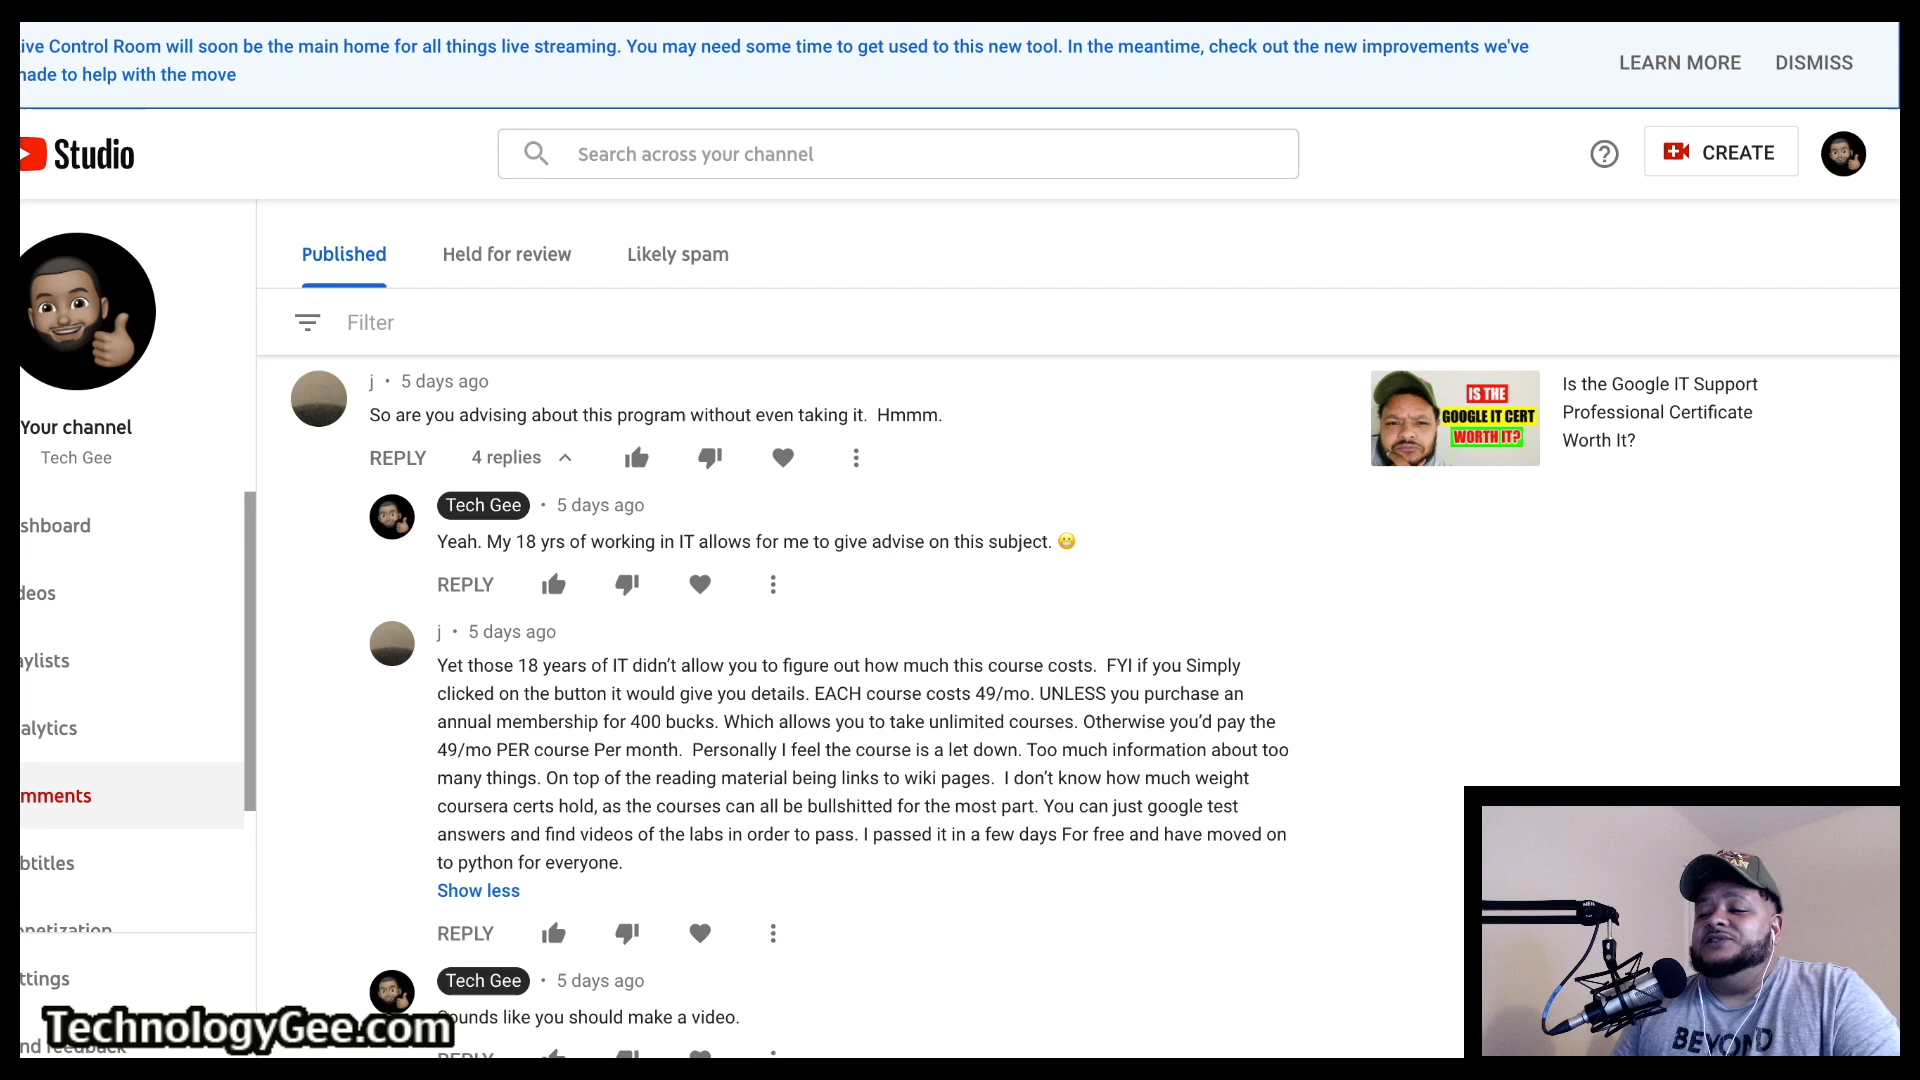 ive Control Room will soon be the main home for all things live streaming. You may need some time to get used to this new tool. In the meantime, check out the new improvements we've
nade to help with the move
LEARN MORE
DISMISS
Studio
Search across your channel
CREATE
Published
Held for review
Likely spam
Filter
Your channel
Tech Gee
shboard
deos
aylists
alytics
mments
btitles
onetization
ttings
nd feedback
j • 5 days ago
So are you advising about this program without even taking it. Hmmm.
REPLY
4 replies
IS THE
GOOGLE IT CERT
WORTH IT?
Is the Google IT Support
Professional Certificate
Worth It?
Tech Gee • 5 days ago
Yeah. My 18 yrs of working in IT allows for me to give advise on this subject. 😬
REPLY
j • 5 days ago
Yet those 18 years of IT didn't allow you to figure out how much this course costs. FYI if you Simply
clicked on the button it would give you details. EACH course costs 49/mo. UNLESS you purchase an
annual membership for 400 bucks. Which allows you to take unlimited courses. Otherwise you'd pay the
49/mo PER course Per month. Personally I feel the course is a let down. Too much information about too
many things. On top of the reading material being links to wiki pages. I don't know how much weight
coursera certs hold, as the courses can all be bullshitted for the most part. You can just google test
answers and find videos of the labs in order to pass. I passed it in a few days For free and have moved on
to python for everyone.
Show less
REPLY
Tech Gee • 5 days ago
Sounds like you should make a video.
REPLY
TechnologyGee.com
BEYOND